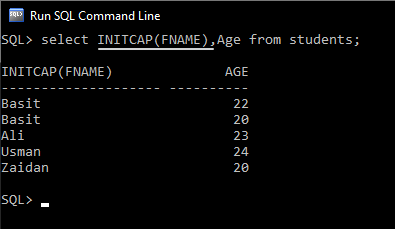 SQL> Run SQL Command Line
SQL> select INITCAP(FNAME),Age from students;
INITCAP(FNAME) AGE
-------------------- ----------
Basit 22
Basit 20
Ali 23
Usman 24
Zaidan 20
SQL>